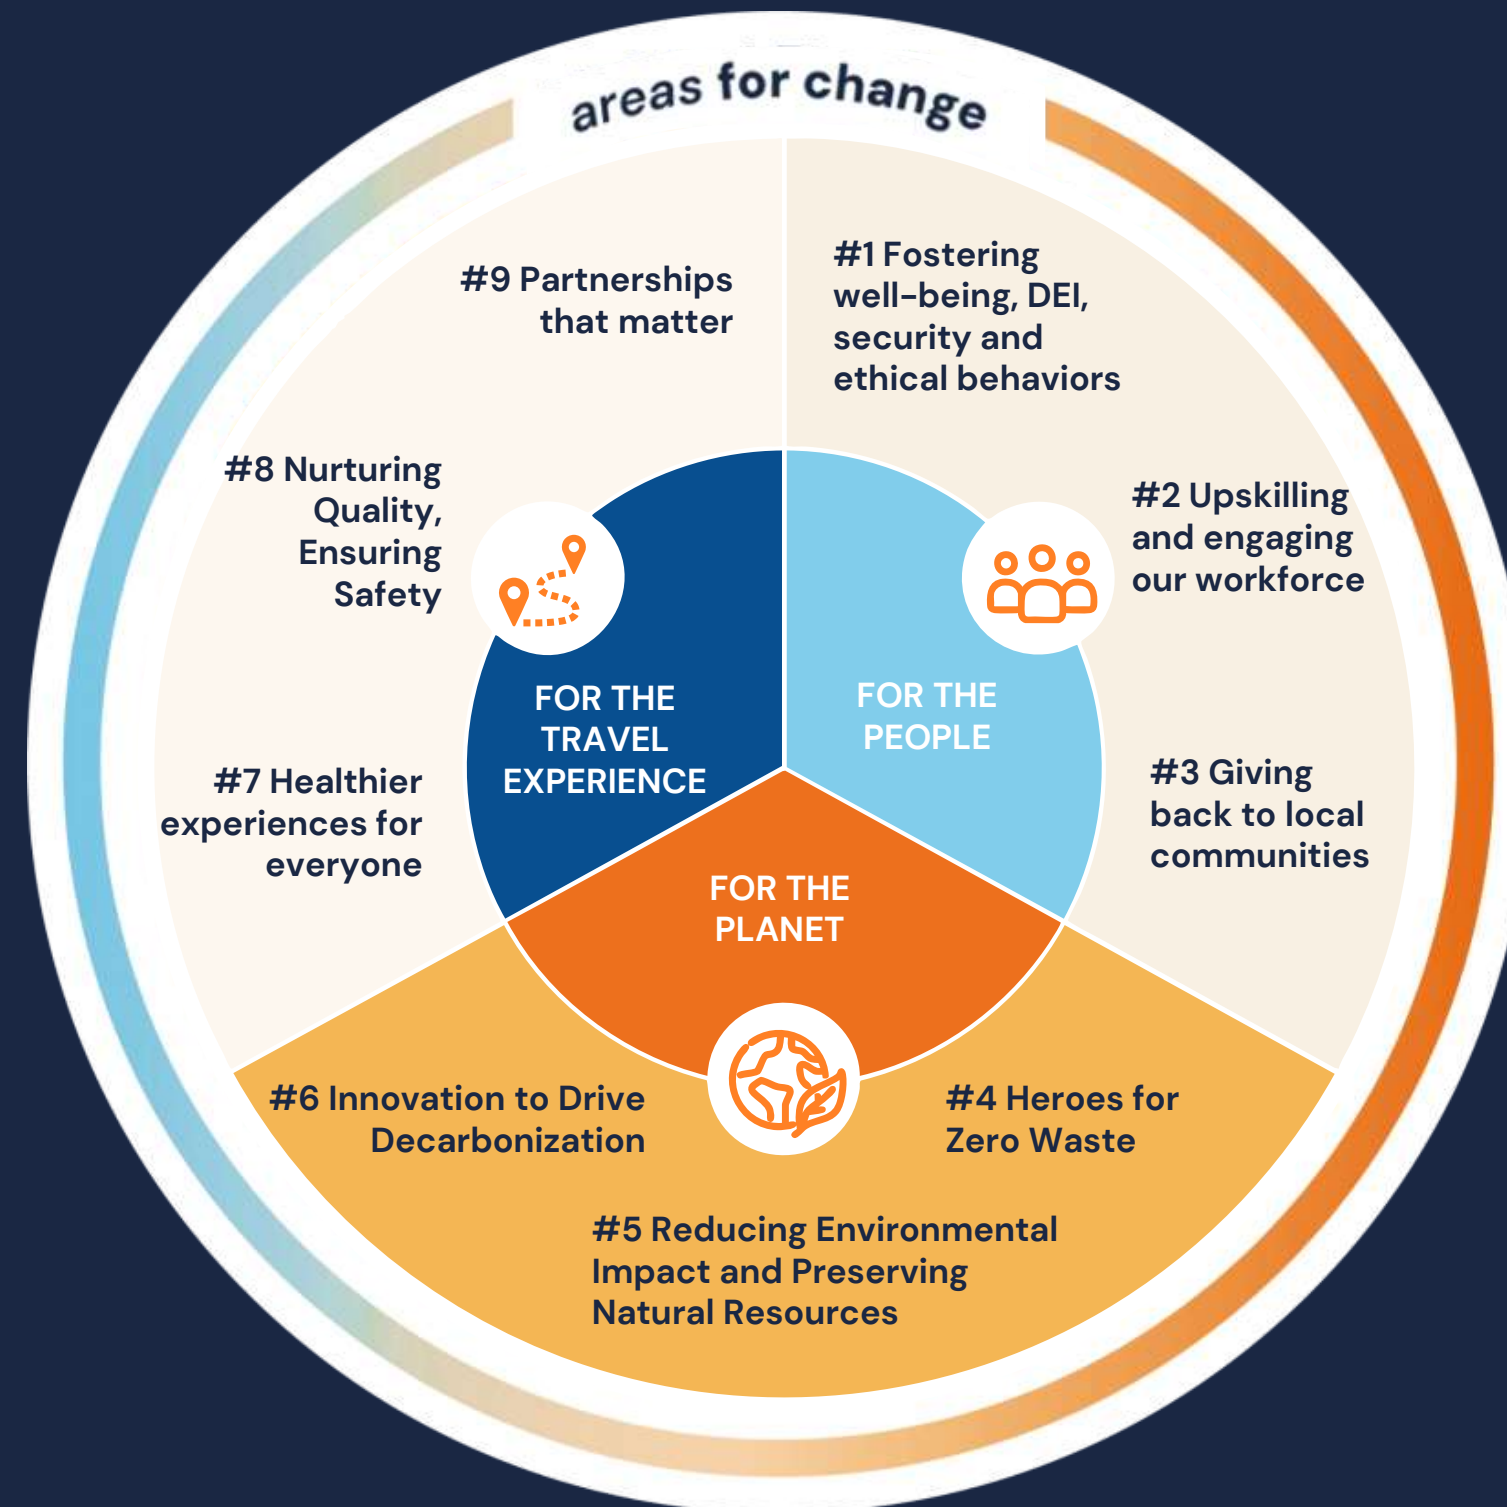 areas for change
#1 Fostering
well-being, DEI,
security and
ethical behaviors
#2 Upskilling
and engaging
our workforce
#3 Giving
back to local
communities
#4 Heroes for
Zero Waste
#5 Reducing Environmental
Impact and Preserving
Natural Resources
#6 Innovation to Drive
Decarbonization
#7 Healthier
experiences for
everyone
#8 Nurturing
Quality,
Ensuring
Safety
#9 Partnerships
that matter
FOR THE
TRAVEL
EXPERIENCE
FOR THE
PEOPLE
FOR THE
PLANET